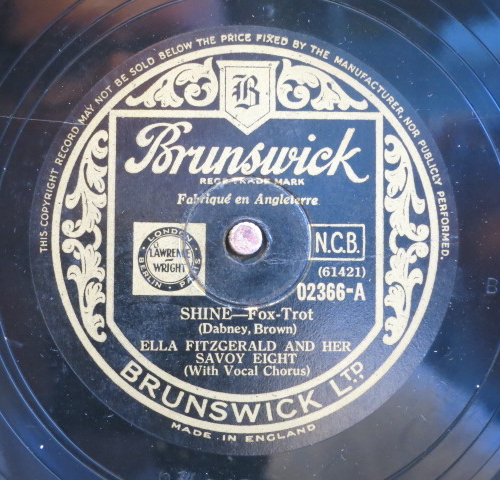 THIS COPYRIGHT RECORD MAY NOT BE SOLD BELOW THE PRICE FIXED BY THE MANUFACTURER, NOR PUBLICLY PERFORMED.
B
Brunswick
REGD TRADE MARK
Fabriqué en Angleterre
LONDON
LAWRENCE
WRIGHT
BERLIN · PARIS
N.C.B.
(61421)
02366-A
SHINE—Fox-Trot
(Dabney, Brown)
ELLA FITZGERALD AND HER
SAVOY EIGHT
(With Vocal Chorus)
BRUNSWICK LTD.
MADE IN ENGLAND